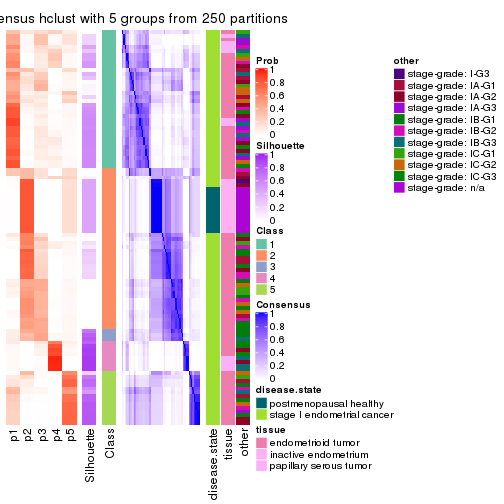 ensus hclust with 5 groups from 250 partitions
Prob
1
0.8
0.6
0.4
0.2
0
Silhouette
1
0.8
0.6
0.4
0.2
0
Class
1
2
3
4
5
Consensus
1
0.8
0.6
0.4
0.2
0
disease.state
postmenopausal healthy
stage I endometrial cancer
tissue
endometrioid tumor
inactive endometrium
papillary serous tumor
other
stage-grade: I-G3
stage-grade: IA-G1
stage-grade: IA-G2
stage-grade: IA-G3
stage-grade: IB-G1
stage-grade: IB-G2
stage-grade: IB-G3
stage-grade: IC-G1
stage-grade: IC-G2
stage-grade: IC-G3
stage-grade: n/a
p1
p2
p3
p4
p5
Silhouette
Class
disease.state
tissue
other